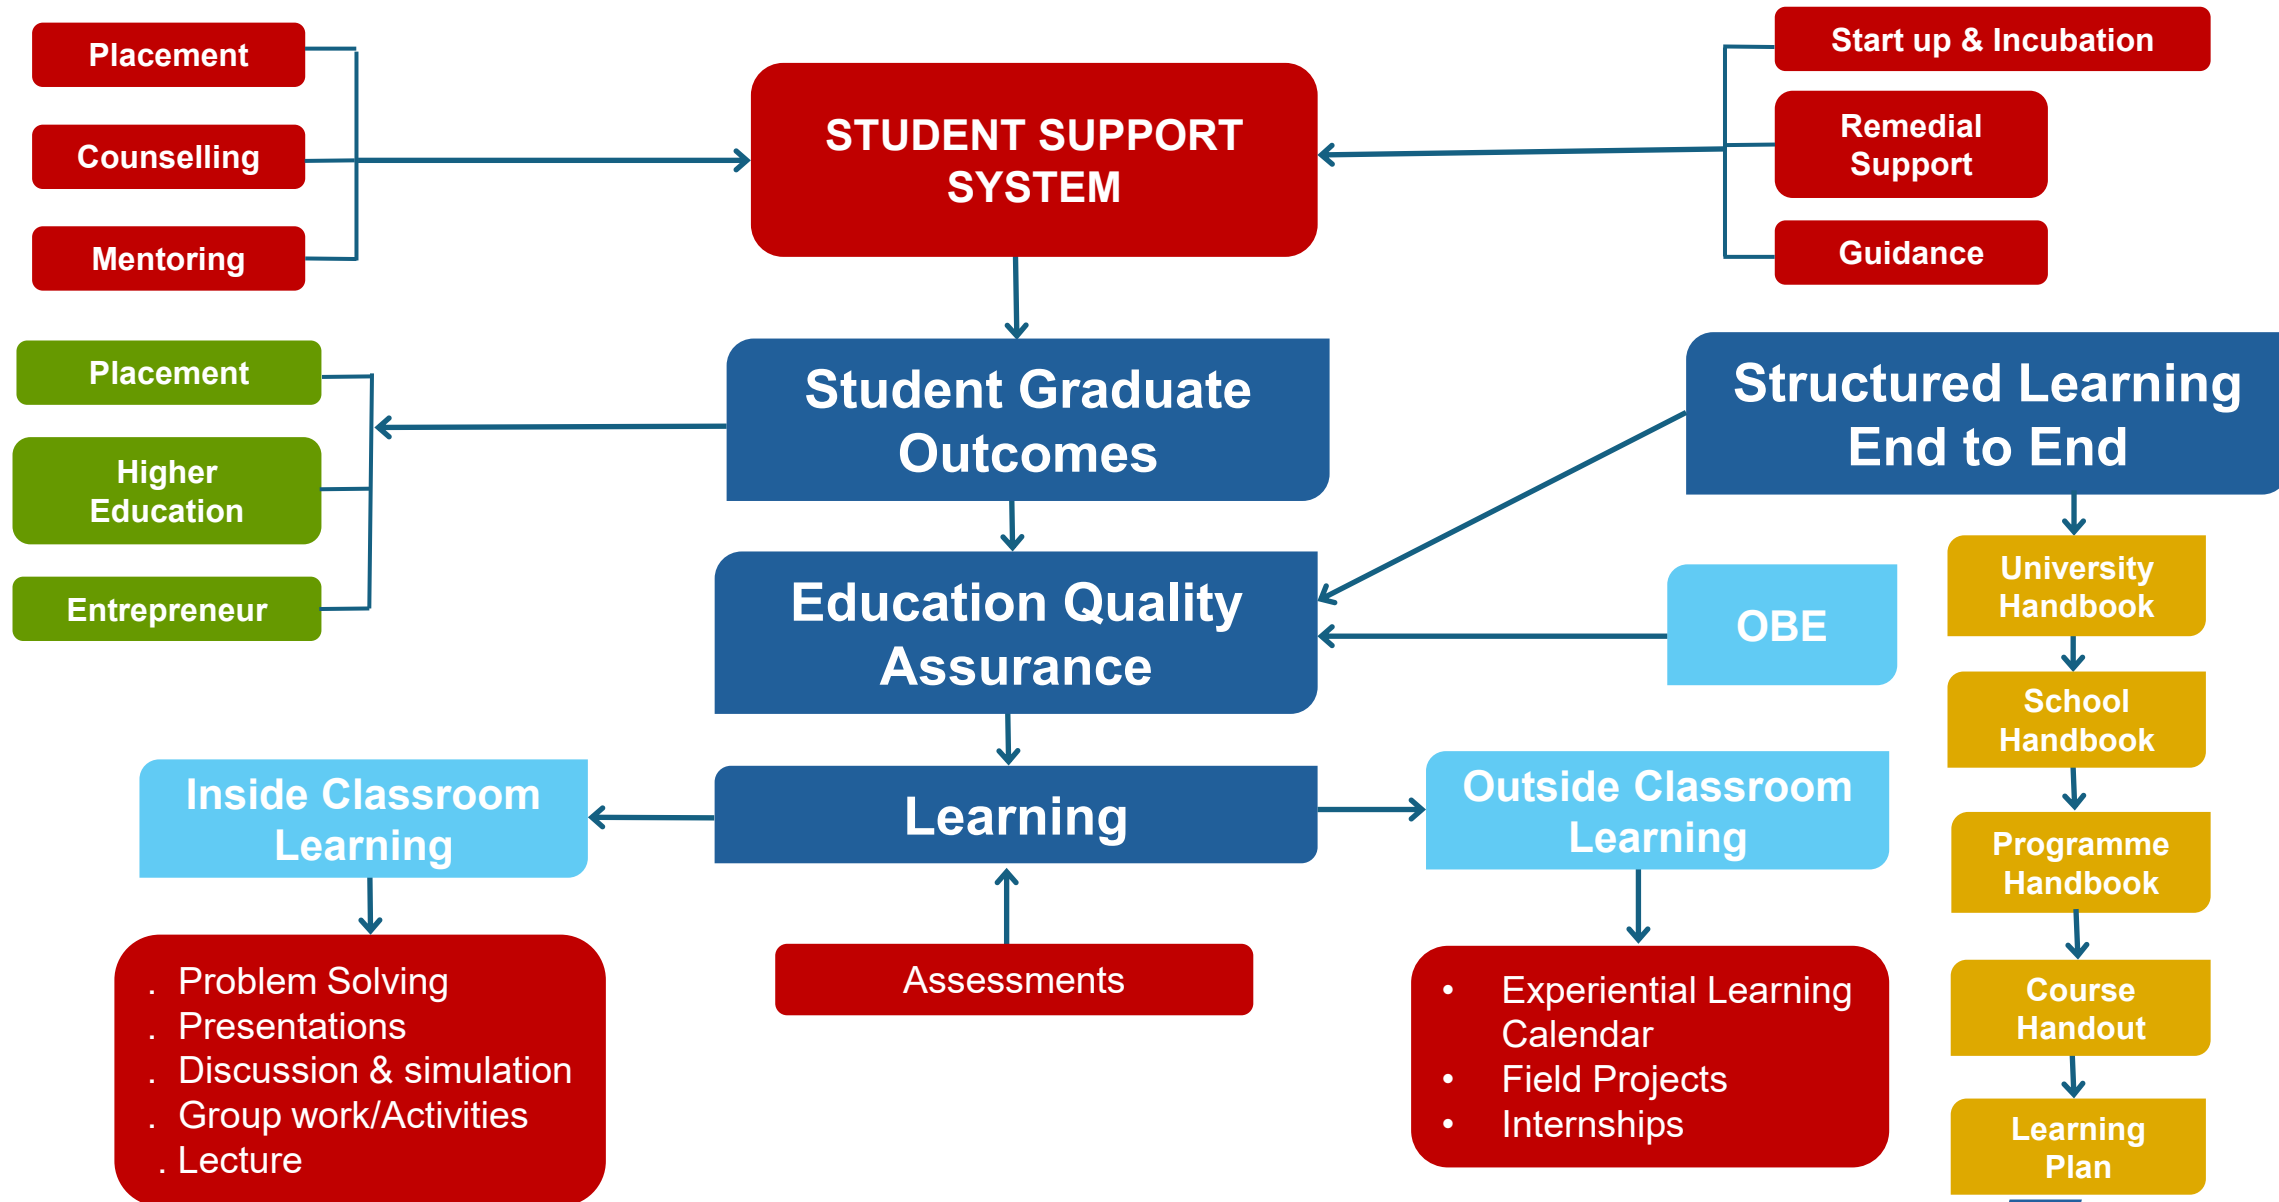 Placement
Counselling
Mentoring
STUDENT SUPPORT
SYSTEM
Start up & Incubation
Remedial
Support
Guidance
Placement
Higher
Education
Entrepreneur
Student Graduate
Outcomes
Structured Learning
End to End
Education Quality
Assurance
OBE
University
Handbook
School
Handbook
Programme
Handbook
Course
Handout
Learning
Plan
Inside Classroom
Learning
Learning
Outside Classroom
Learning
. Problem Solving
. Presentations
. Discussion & simulation
. Group work/Activities
. Lecture
Assessments
• Experiential Learning
Calendar
• Field Projects
• Internships